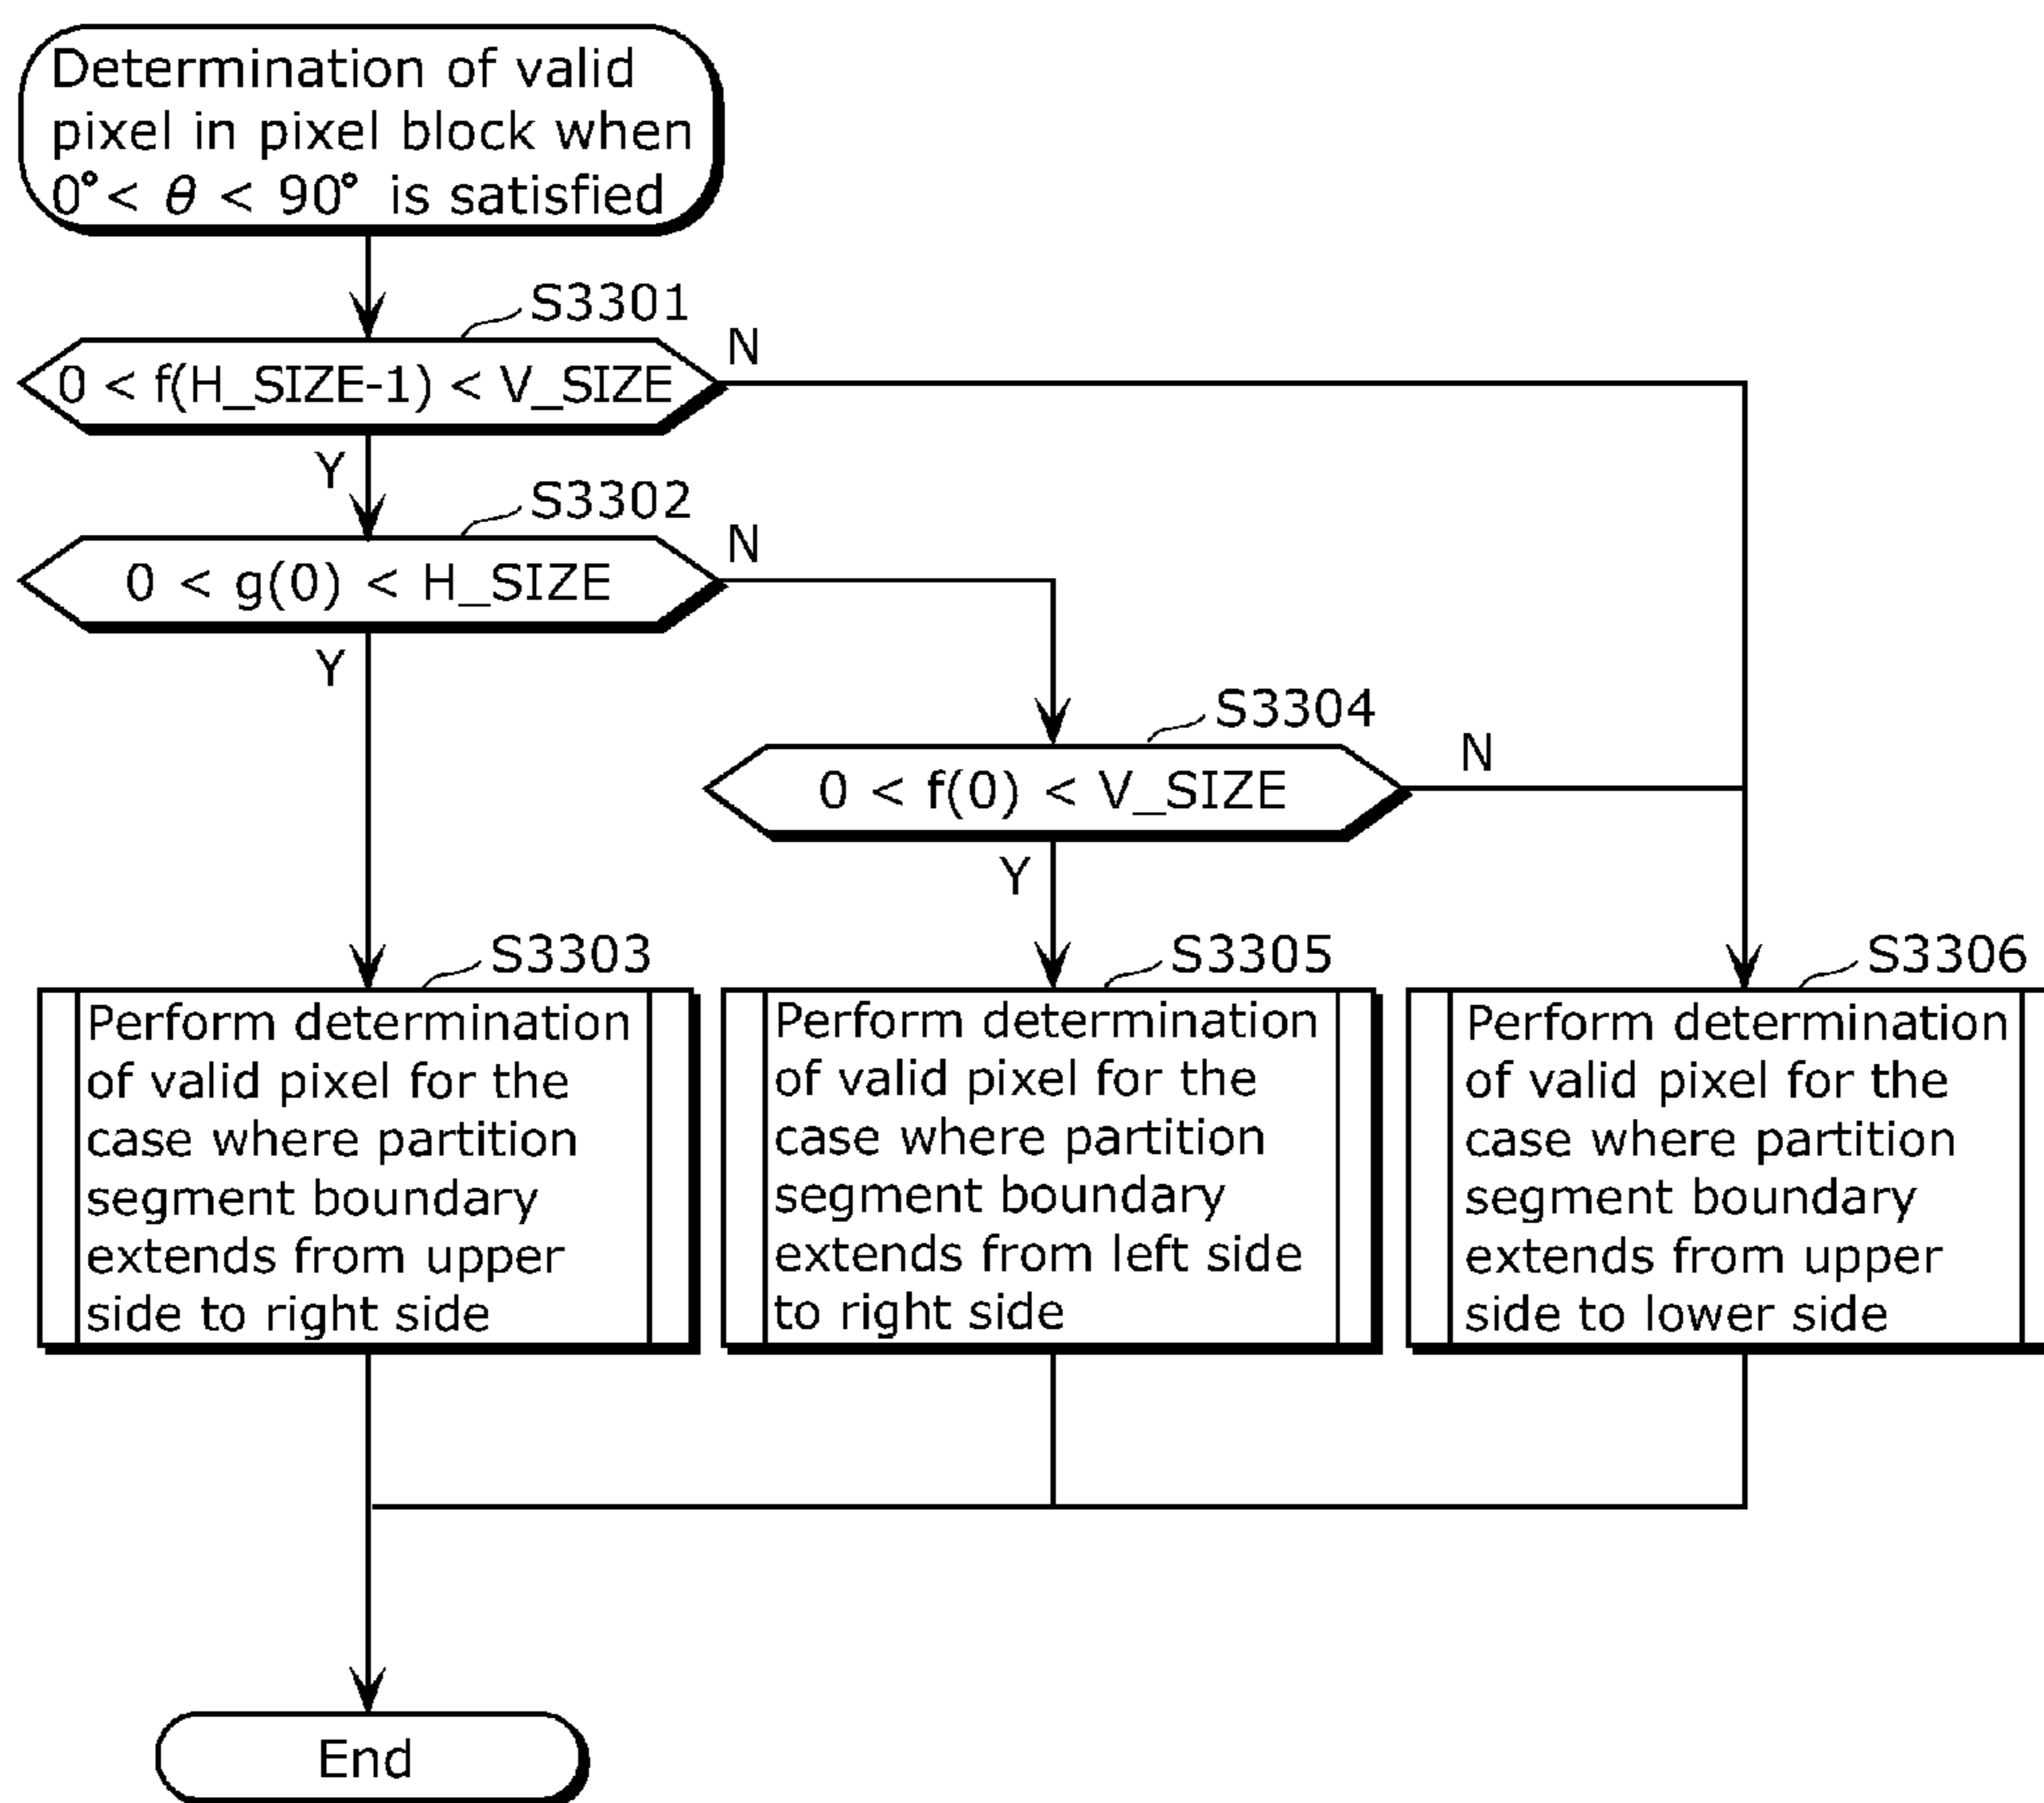 Determination of valid
pixel in pixel block when
0°< θ < 90° is satisfied
S3301
0 < f(H_SIZE-1) < V_SIZE
N
Y
S3302
0 < g(0) < H_SIZE
N
Y
S3304
0 < f(0) < V_SIZE
N
Y
S3303
Perform determination
of valid pixel for the
case where partition
segment boundary
extends from upper
side to right side
S3305
Perform determination
of valid pixel for the
case where partition
segment boundary
extends from left side
to right side
S3306
Perform determination
of valid pixel for the
case where partition
segment boundary
extends from upper
side to lower side
End